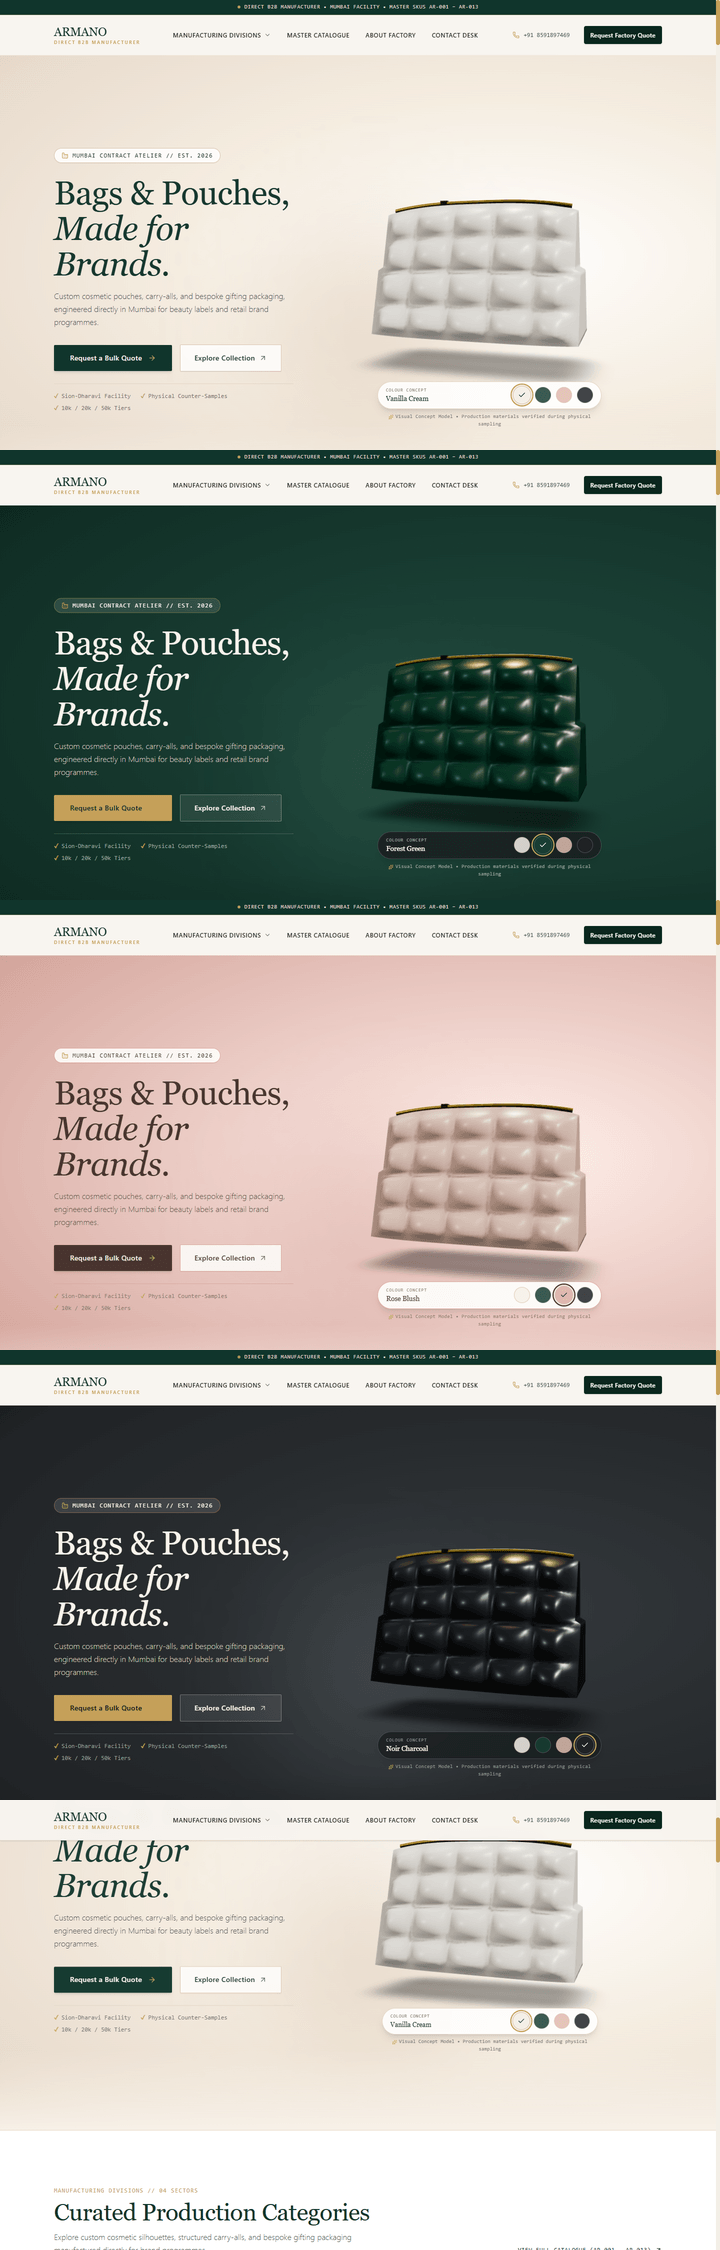 DIRECT B2B MANUFACTURER • MUMBAI FACILITY • MASTER SKUS AR-001 – AR-013
ARMANO
DIRECT B2B MANUFACTURER
MANUFACTURING DIVISIONS
MASTER CATALOGUE
ABOUT FACTORY
CONTACT DESK
+91 8591897469
Request Factory Quote
MUMBAI CONTRACT ATELIER // EST. 2026
Bags & Pouches,
Made for
Brands.
Custom cosmetic pouches, carry-alls, and bespoke gifting packaging,
engineered directly in Mumbai for beauty labels and retail brand
programmes.
Request a Bulk Quote →
Explore Collection ↗
✓ Sion-Dharavi Facility ✓ Physical Counter-Samples
✓ 10k / 20k / 50k Tiers
COLOUR CONCEPT
Vanilla Cream
Visual Concept Model • Production materials verified during physical
sampling
DIRECT B2B MANUFACTURER • MUMBAI FACILITY • MASTER SKUS AR-001 – AR-013
ARMANO
DIRECT B2B MANUFACTURER
MANUFACTURING DIVISIONS
MASTER CATALOGUE
ABOUT FACTORY
CONTACT DESK
+91 8591897469
Request Factory Quote
MUMBAI CONTRACT ATELIER // EST. 2026
Bags & Pouches,
Made for
Brands.
Custom cosmetic pouches, carry-alls, and bespoke gifting packaging,
engineered directly in Mumbai for beauty labels and retail brand
programmes.
Request a Bulk Quote
Explore Collection ↗
✓ Sion-Dharavi Facility ✓ Physical Counter-Samples
✓ 10k / 20k / 50k Tiers
COLOUR CONCEPT
Forest Green
Visual Concept Model • Production materials verified during physical
sampling
DIRECT B2B MANUFACTURER • MUMBAI FACILITY • MASTER SKUS AR-001 – AR-013
ARMANO
DIRECT B2B MANUFACTURER
MANUFACTURING DIVISIONS
MASTER CATALOGUE
ABOUT FACTORY
CONTACT DESK
+91 8591897469
Request Factory Quote
MUMBAI CONTRACT ATELIER // EST. 2026
Bags & Pouches,
Made for
Brands.
Custom cosmetic pouches, carry-alls, and bespoke gifting packaging,
engineered directly in Mumbai for beauty labels and retail brand
programmes.
Request a Bulk Quote →
Explore Collection ↗
✓ Sion-Dharavi Facility ✓ Physical Counter-Samples
✓ 10k / 20k / 50k Tiers
COLOUR CONCEPT
Rose Blush
Visual Concept Model • Production materials verified during physical
sampling
DIRECT B2B MANUFACTURER • MUMBAI FACILITY • MASTER SKUS AR-001 – AR-013
ARMANO
DIRECT B2B MANUFACTURER
MANUFACTURING DIVISIONS
MASTER CATALOGUE
ABOUT FACTORY
CONTACT DESK
+91 8591897469
Request Factory Quote
MUMBAI CONTRACT ATELIER // EST. 2026
Bags & Pouches,
Made for
Brands.
Custom cosmetic pouches, carry-alls, and bespoke gifting packaging,
engineered directly in Mumbai for beauty labels and retail brand
programmes.
Request a Bulk Quote
Explore Collection ↗
✓ Sion-Dharavi Facility ✓ Physical Counter-Samples
✓ 10k / 20k / 50k Tiers
COLOUR CONCEPT
Noir Charcoal
Visual Concept Model • Production materials verified during physical
sampling
ARMANO
DIRECT B2B MANUFACTURER
MANUFACTURING DIVISIONS
MASTER CATALOGUE
ABOUT FACTORY
CONTACT DESK
+91 8591897469
Request Factory Quote
Made for
Brands.
Custom cosmetic pouches, carry-alls, and bespoke gifting packaging,
engineered directly in Mumbai for beauty labels and retail brand
programmes.
Request a Bulk Quote →
Explore Collection ↗
✓ Sion-Dharavi Facility ✓ Physical Counter-Samples
✓ 10k / 20k / 50k Tiers
COLOUR CONCEPT
Vanilla Cream
Visual Concept Model • Production materials verified during physical
sampling
MANUFACTURING DIVISIONS // 04 SECTORS
Curated Production Categories
Explore custom cosmetic silhouettes, structured carry-alls, and bespoke gifting packaging